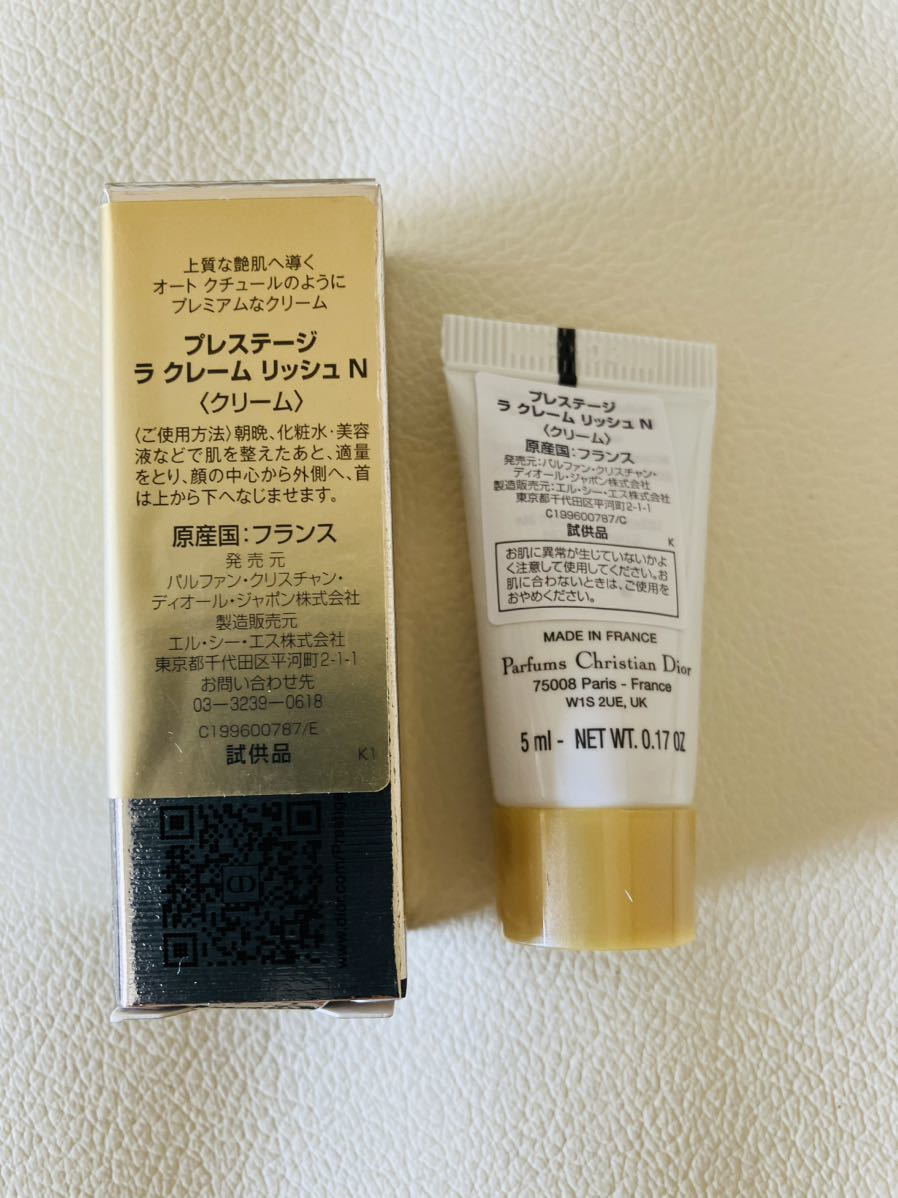 上質な艶肌へ導く
オート クチュールのように
プレミアムなクリーム
プレステージ
ラ クレーム リッシュ N
〈クリーム〉
〈ご使用方法〉朝晩、化粧水・美容
液などで肌を整えたあと、適量
をとり、顔の中心から外側へ、首
は上から下へなじませます。
原産国：フランス
発売元
パルファン・クリスチャン・
ディオール・ジャポン株式会社
製造販売元
エル・シー・エス株式会社
東京都千代田区平河町2-1-1
お問い合わせ先
03−3239−0618
C199600787/E
試供品 K1
www.dior.com/Prestige
CD
プレステージ
ラ クレーム リッシュ N
〈クリーム〉
原産国：フランス
発売元：パルファン・クリスチャン・
ディオール・ジャポン株式会社
製造販売元：エル・シー・エス株式会社
東京都千代田区平河町2-1-1
C199600787/C
試供品 K
お肌に異常が生じていないかよ
く注意して使用してください。お
肌に合わないときは、ご使用を
おやめください。
MADE IN FRANCE
Parfums Christian Dior
75008 Paris - France
W1S 2UE, UK
5 ml - NET WT. 0.17 OZ